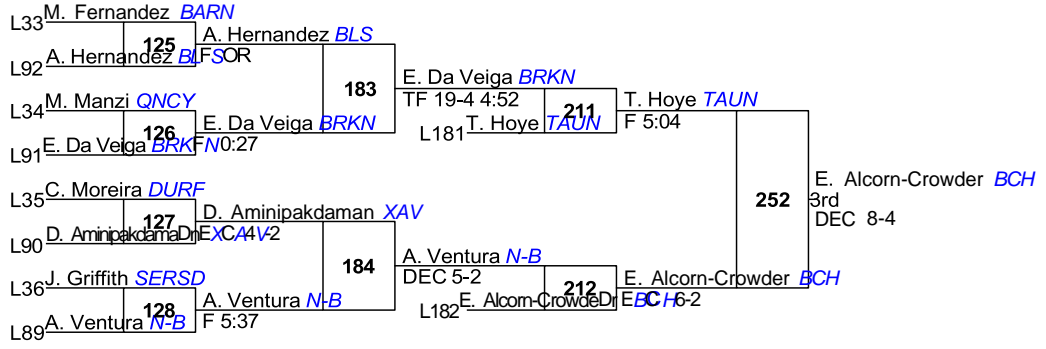 M. Fernandez BARN
L33
125
A. Hernandez BLS
A. Hernandez BLS
FOR
L92
183
E. Da Veiga BRKN
TF 19-4 4:52
M. Manzi QNCY
L34
126
E. Da Veiga BRKN
E. Da Veiga BRKN
F 0:27
L91
211
T. Hoye TAUN
L181
T. Hoye TAUN
F 5:04
252
E. Alcorn-Crowder BCH
3rd
DEC 8-4
C. Moreira DURF
L35
127
D. Aminipakdaman XAV
D. Aminipakdaman XAV
DEC 4-2
L90
184
A. Ventura N-B
DEC 5-2
J. Griffith SERSD
L36
128
A. Ventura N-B
A. Ventura N-B
F 5:37
L89
212
E. Alcorn-Crowder BCH
L182
E. Alcorn-Crowder BCH
DEC 6-2